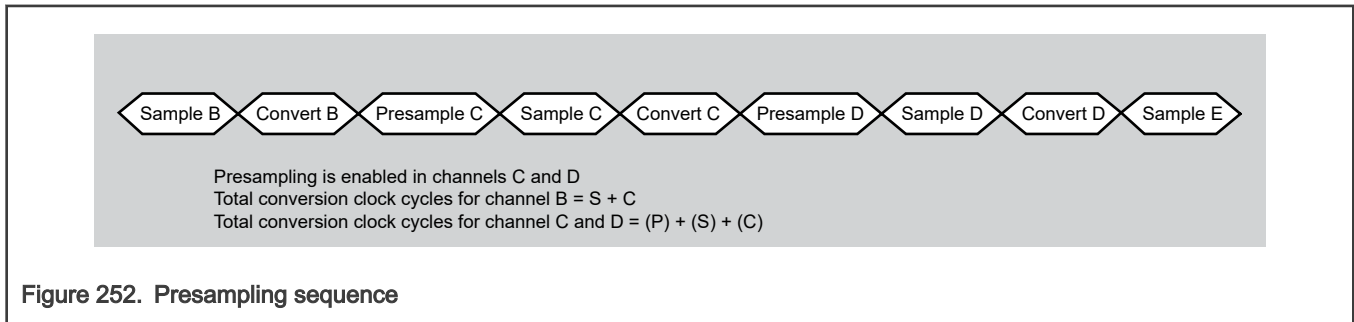 Sample B Convert B Presample C Sample C Convert C Presample D Sample D Convert D Sample E
Presampling is enabled in channels C and D
Total conversion clock cycles for channel B = S + C
Total conversion clock cycles for channel C and D = (P) + (S) + (C)
Figure 252. Presampling sequence